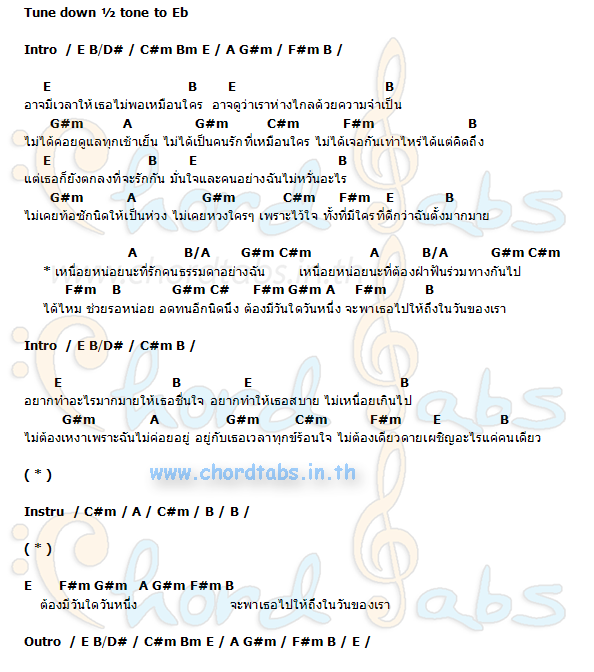 Tune down ½ tone to Eb
Intro / E B/D# / C#m Bm E / A G#m / F#m B /
E B E B
อาจมีเวลาให้เธอไม่พอเหมือนใคร อาจดูว่าเราห่างไกลด้วยความจำเป็น
G#m A G#m C#m F#m B
ไม่ได้คอยดูแลทุกเช้าเย็น ไม่ได้เป็นคนรักที่เหมือนใคร ไม่ได้เจอกันเท่าไหร่ได้แต่คิดถึง
E B E B
แต่เธอก็ยังตกลงที่จะรักกัน มั่นใจและคนอย่างฉันไม่หวั่นอะไร
G#m A G#m C#m F#m E B
ไม่เคยท้อซักนิดให้เป็นห่วง ไม่เคยหวงใครๆ เพราะไว้ใจ ทั้งที่มีใครที่ดีกว่าฉันตั้งมากมาย
A B/A G#m C#m A B/A G#m C#m
* เหนื่อยหน่อยนะที่รักคนธรรมดาอย่างฉัน เหนื่อยหน่อยนะที่ต้องฝ่าฟันร่วมทางกันไป
F#m B G#m C# F#m G#m A F#m B
ได้ไหม ช่วยรอหน่อย อดทนอีกนิดนึง ต้องมีวันใดวันหนึ่ง จะพาเธอไปให้ถึงในวันของเรา
Intro / E B/D# / C#m B /
E B E B
อยากทำอะไรมากมายให้เธอชื่นใจ อยากทำให้เธอสบาย ไม่เหนื่อยเกินไป
G#m A G#m C#m F#m E B
ไม่ต้องเหงาเพราะฉันไม่ค่อยอยู่ อยู่กับเธอเวลาทุกข์ร้อนใจ ไม่ต้องเดียวดายเผชิญอะไรแค่คนเดียว
( * )
www.chordtabs.in.th
Instru / C#m / A / C#m / B / B /
( * )
E F#m G#m A G#m F#m B
ต้องมีวันใดวันหนึ่ง จะพาเธอไปให้ถึงในวันของเรา
Outro / E B/D# / C#m Bm E / A G#m / F#m B / E /